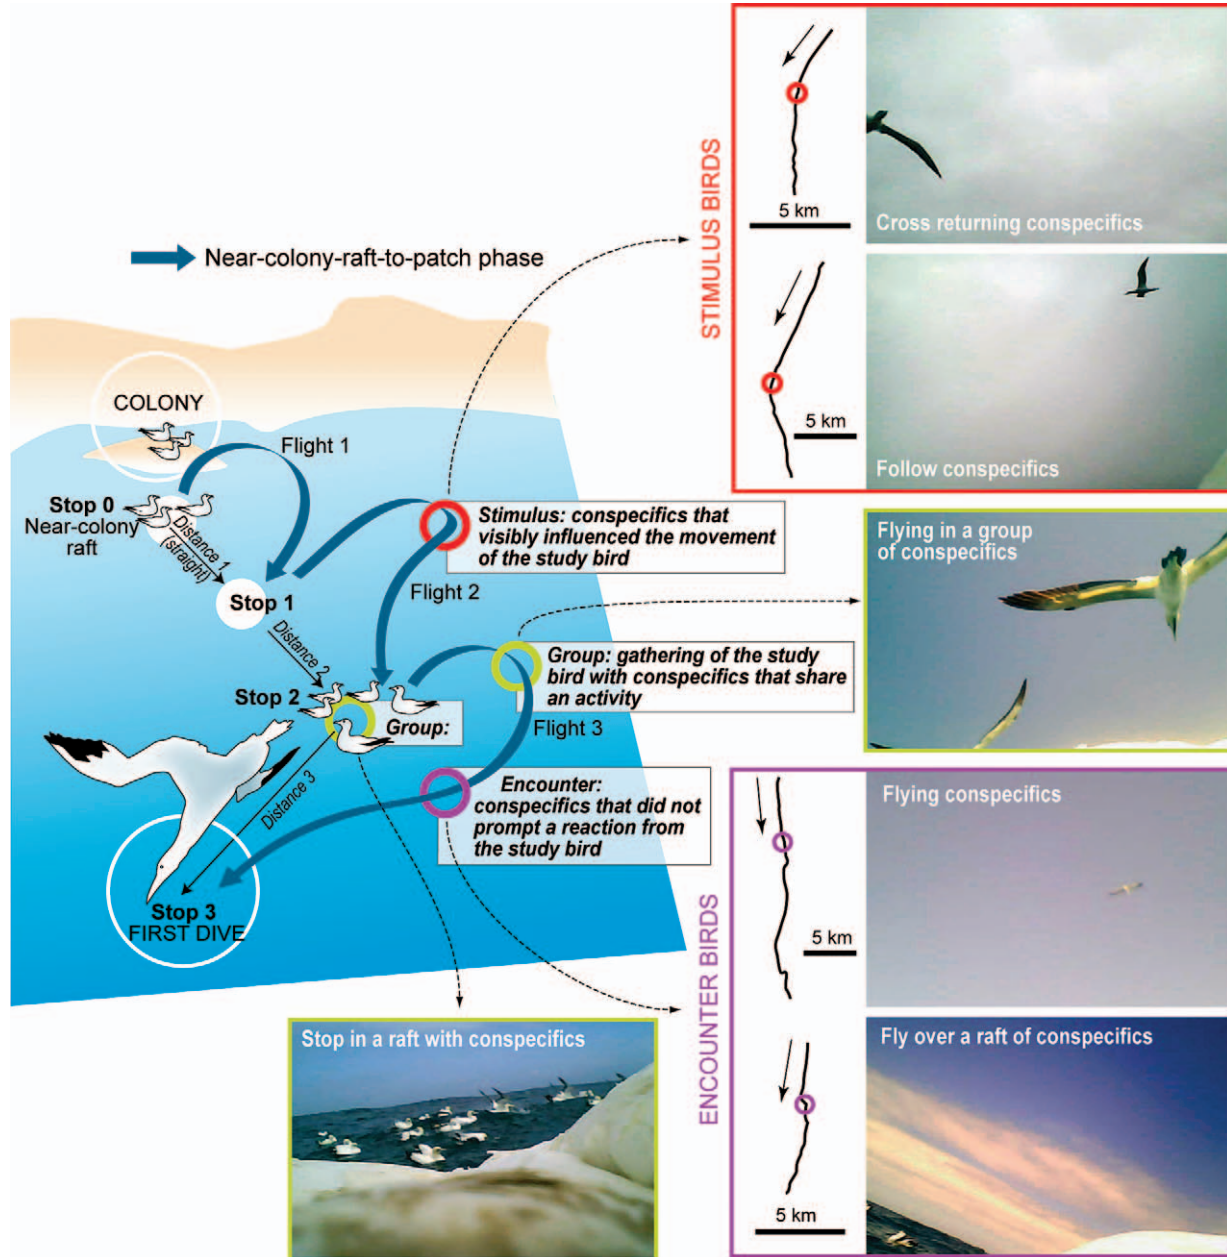 Near-colony-raft-to-patch phase
COLONY
Flight 1
Stop 0
Near-colony
raft
Distance 1
(straight)
Stop 1
Flight 2
Distance 2
Stop 2
Group:
Flight 3
Distance 3
Stop 3
FIRST DIVE
Stimulus: conspecifics that
visibly influenced the movement
of the study bird
Group: gathering of the study
bird with conspecifics that share
an activity
Encounter:
conspecifics that did not
prompt a reaction from
the study bird
STIMULUS BIRDS
5 km
Cross returning conspecifics
5 km
Follow conspecifics
Flying in a group
of conspecifics
ENCOUNTER BIRDS
Flying conspecifics
5 km
Fly over a raft of conspecifics
5 km
Stop in a raft with conspecifics